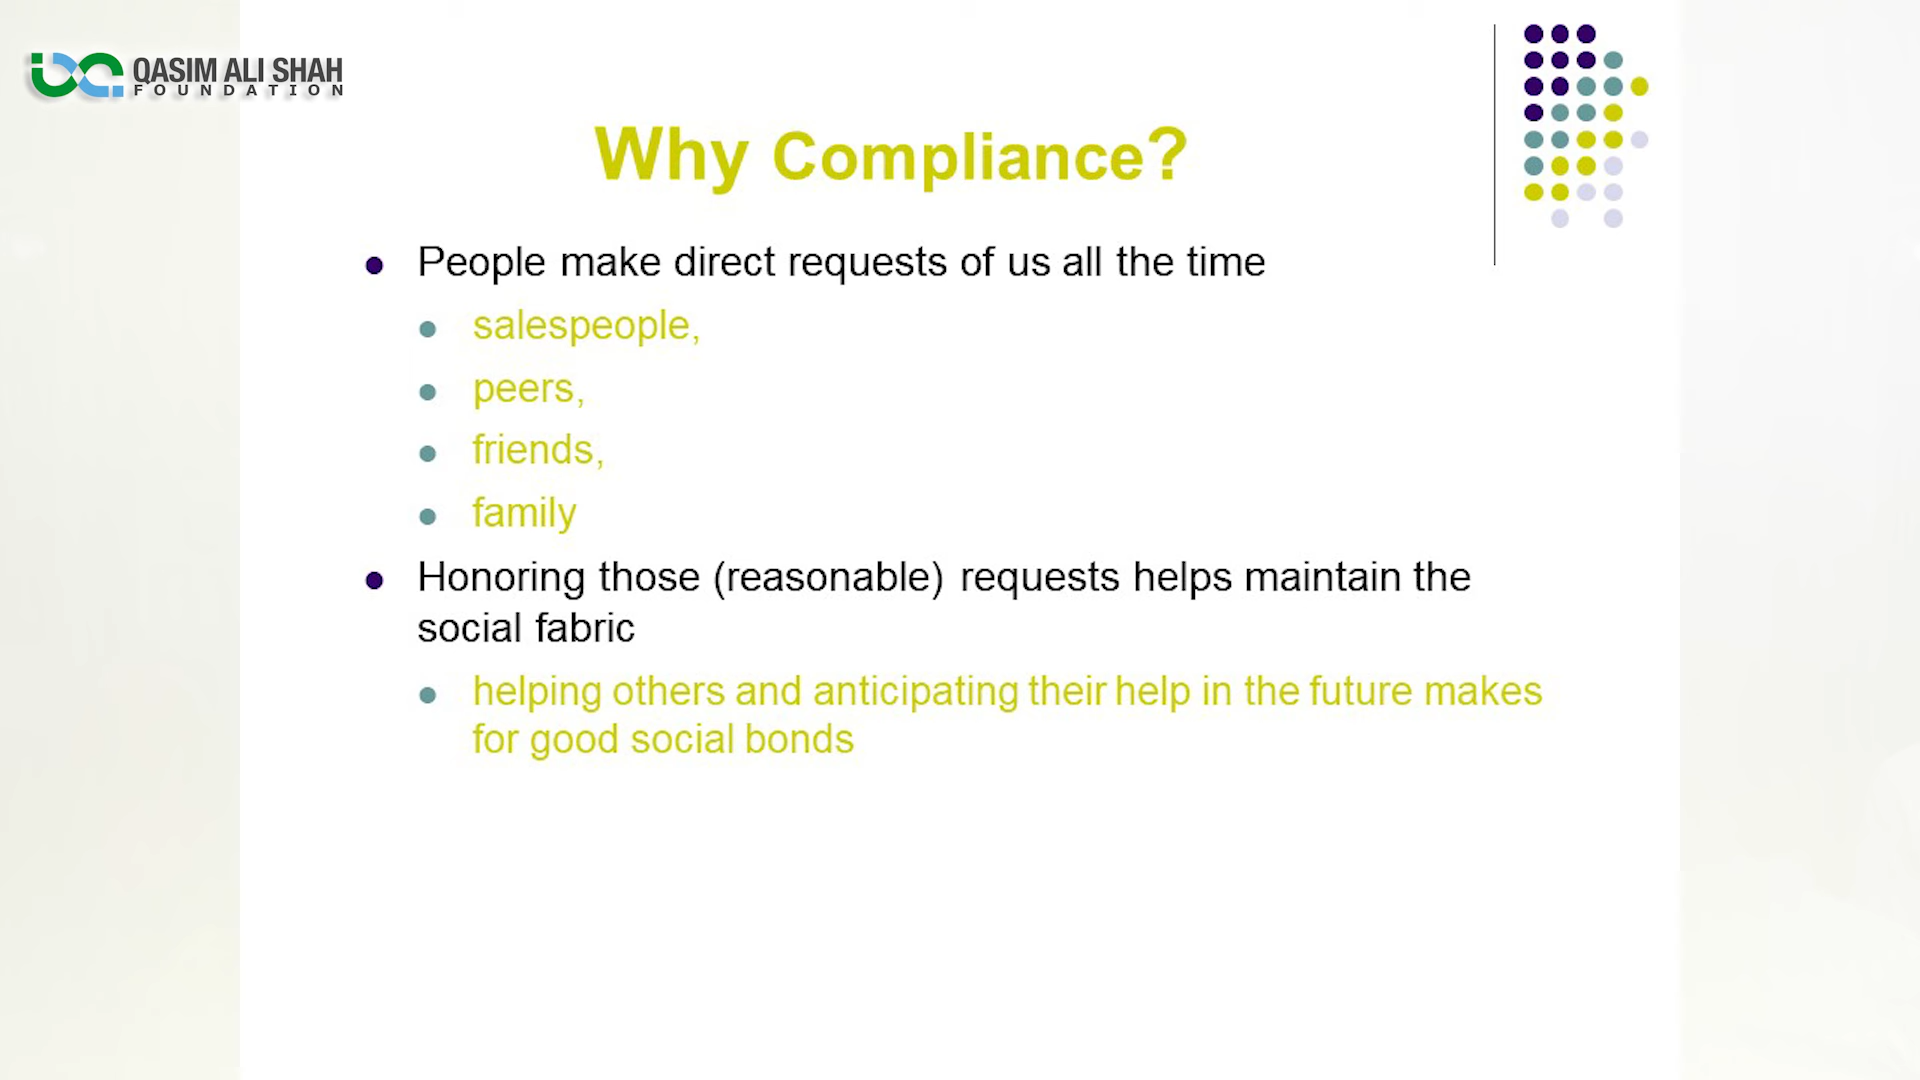 QASIM ALI SHAH
FOUNDATION
Why Compliance?
People make direct requests of us all the time
salespeople,
peers,
friends,
family
Honoring those (reasonable) requests helps maintain the
social fabric
helping others and anticipating their help in the future makes
for good social bonds